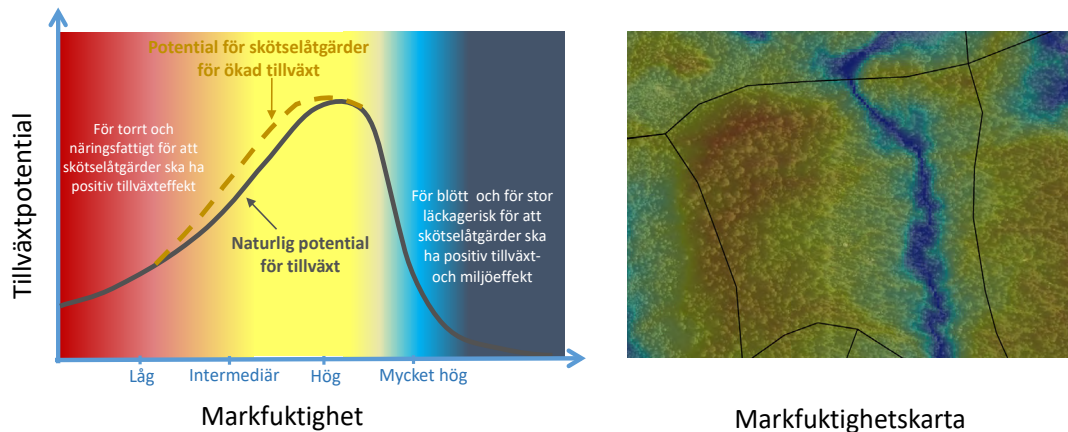 Potential för skötselåtgärder
för ökad tillväxt
För torrt och
näringsfattigt för att
skötselåtgärder ska ha
positiv tillväxteffekt
Naturlig potential
för tillväxt
För blött och för stor
läckagerisk för att
skötselåtgärder ska
ha positiv tillväxt-
och miljöeffekt
Tillväxtpotential
Låg
Intermediär
Hög
Mycket hög
Markfuktighet
Markfuktighetskarta